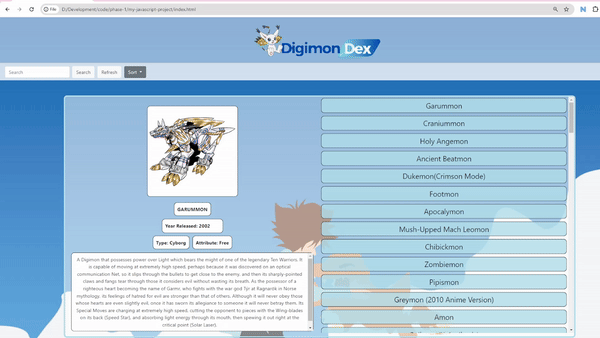 File
D:/Development/code/phase-1/my-javascript-project/index.html
Digimon Dex
Search
Search
Refresh
Sort
GARUMMON
Year Released: 2002
Type: Cyborg
Attribute: Free
A Digimon that possesses power over Light which bears the might of one of the legendary Ten Warriors. It
is capable of moving at extremely high speed, perhaps because it was discovered on an optical
communication Net, so it slips through the bullets to get close to the enemy, and then its sharply-pointed
claws and fangs tear through those it considers evil without wasting its breath. As the possessor of a
righteous heart becoming the name of Garmr, who fights with the war god Tyr at Ragnarök in Norse
mythology, its feelings of hatred for evil are stronger than that of others. Although it will never obey those
whose hearts are even slightly evil, once it has sworn its allegiance to someone it will never betray them. Its
Special Moves are charging at extremely high speed, cutting the opponent to pieces with the Wing-blades
on its back (Speed Star), and absorbing light energy through its mouth, then spewing it out right at the
critical point (Solar Laser).
Garummon
Craniummon
Holy Angemon
Ancient Beatmon
Dukemon(Crimson Mode)
Footmon
Apocalymon
Mush-Upped Mach Leomon
Chibickmon
Zombiemon
Pipismon
Greymon (2010 Anime Version)
Amon